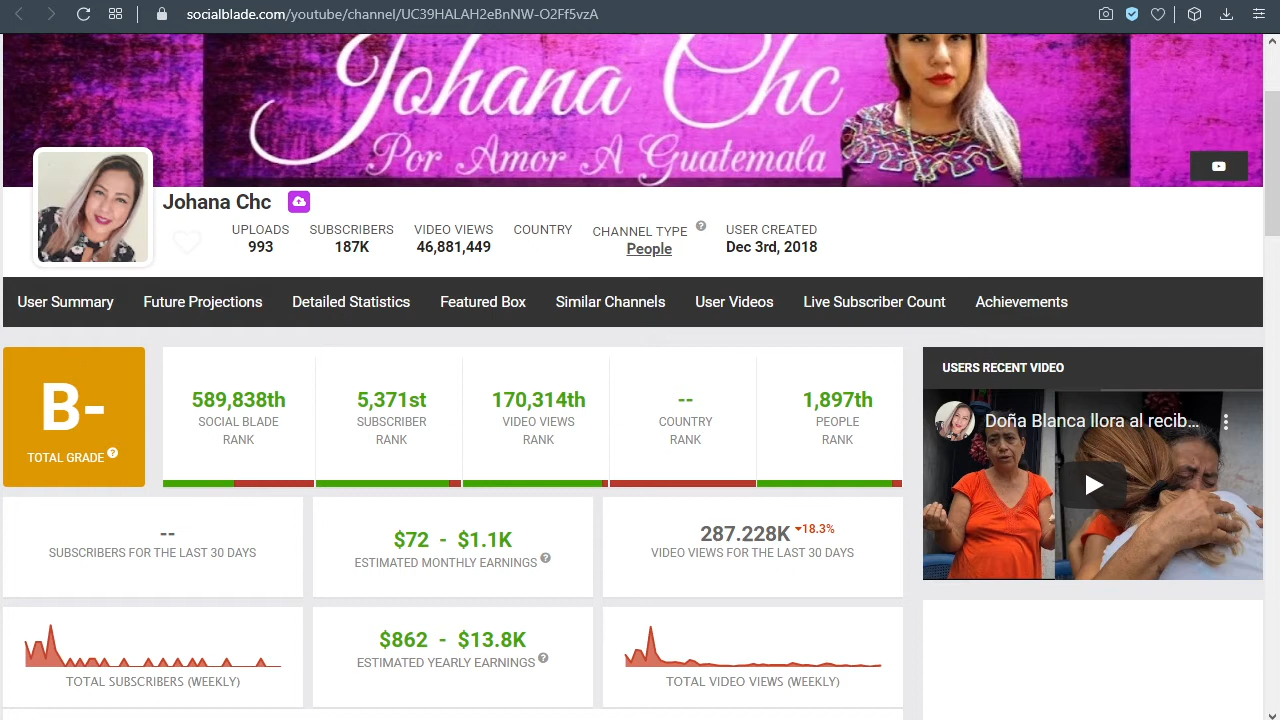 socialblade.com/youtube/channel/UC39HALAH2eBnNW-O2Ff5vzA
Johana Chc
Por Amor A Guatemala
Johana Chc
UPLOADS
993
SUBSCRIBERS
187K
VIDEO VIEWS
46,881,449
COUNTRY
CHANNEL TYPE ?
People
USER CREATED
Dec 3rd, 2018
User Summary Future Projections Detailed Statistics Featured Box Similar Channels User Videos Live Subscriber Count Achievements
B-
TOTAL GRADE ?
589,838th
SOCIAL BLADE
RANK
5,371st
SUBSCRIBER
RANK
170,314th
VIDEO VIEWS
RANK
--
COUNTRY
RANK
1,897th
PEOPLE
RANK
USERS RECENT VIDEO
Doña Blanca llora al recib...
--
SUBSCRIBERS FOR THE LAST 30 DAYS
$72 - $1.1K
ESTIMATED MONTHLY EARNINGS ?
287.228K 18.3%
VIDEO VIEWS FOR THE LAST 30 DAYS
TOTAL SUBSCRIBERS (WEEKLY)
$862 - $13.8K
ESTIMATED YEARLY EARNINGS ?
TOTAL VIDEO VIEWS (WEEKLY)